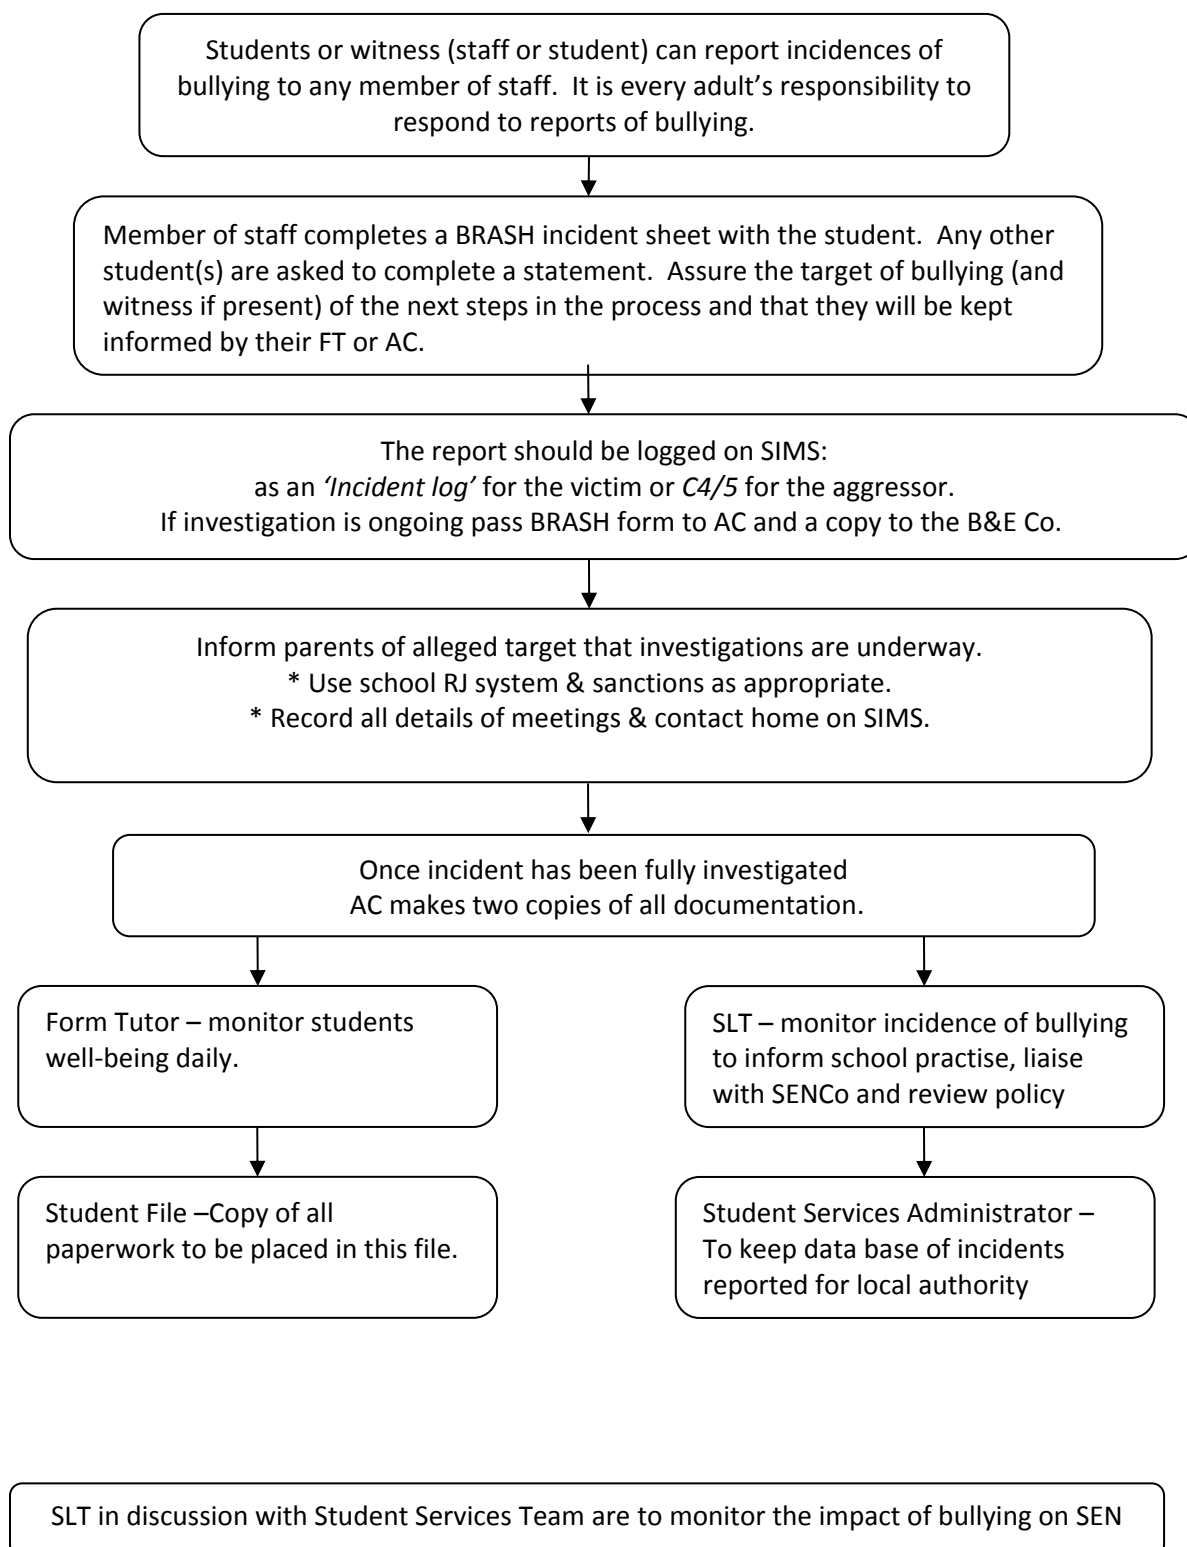 Students or witness (staff or student) can report incidences of
bullying to any member of staff.  It is every adult’s responsibility to
respond to reports of bullying.
Member of staff completes a BRASH incident sheet with the student.  Any other
student(s) are asked to complete a statement.  Assure the target of bullying (and
witness if present) of the next steps in the process and that they will be kept
informed by their FT or AC.
The report should be logged on SIMS:
as an ‘Incident log’ for the victim or C4/5 for the aggressor.
If investigation is ongoing pass BRASH form to AC and a copy to the B&E Co.
Inform parents of alleged target that investigations are underway.
* Use school RJ system & sanctions as appropriate.
* Record all details of meetings & contact home on SIMS.
Once incident has been fully investigated
AC makes two copies of all documentation.
Form Tutor – monitor students
well-being daily.
SLT – monitor incidence of bullying
to inform school practise, liaise
with SENCo and review policy
Student File –Copy of all
paperwork to be placed in this file.
Student Services Administrator –
To keep data base of incidents
reported for local authority
SLT in discussion with Student Services Team are to monitor the impact of bullying on SEN